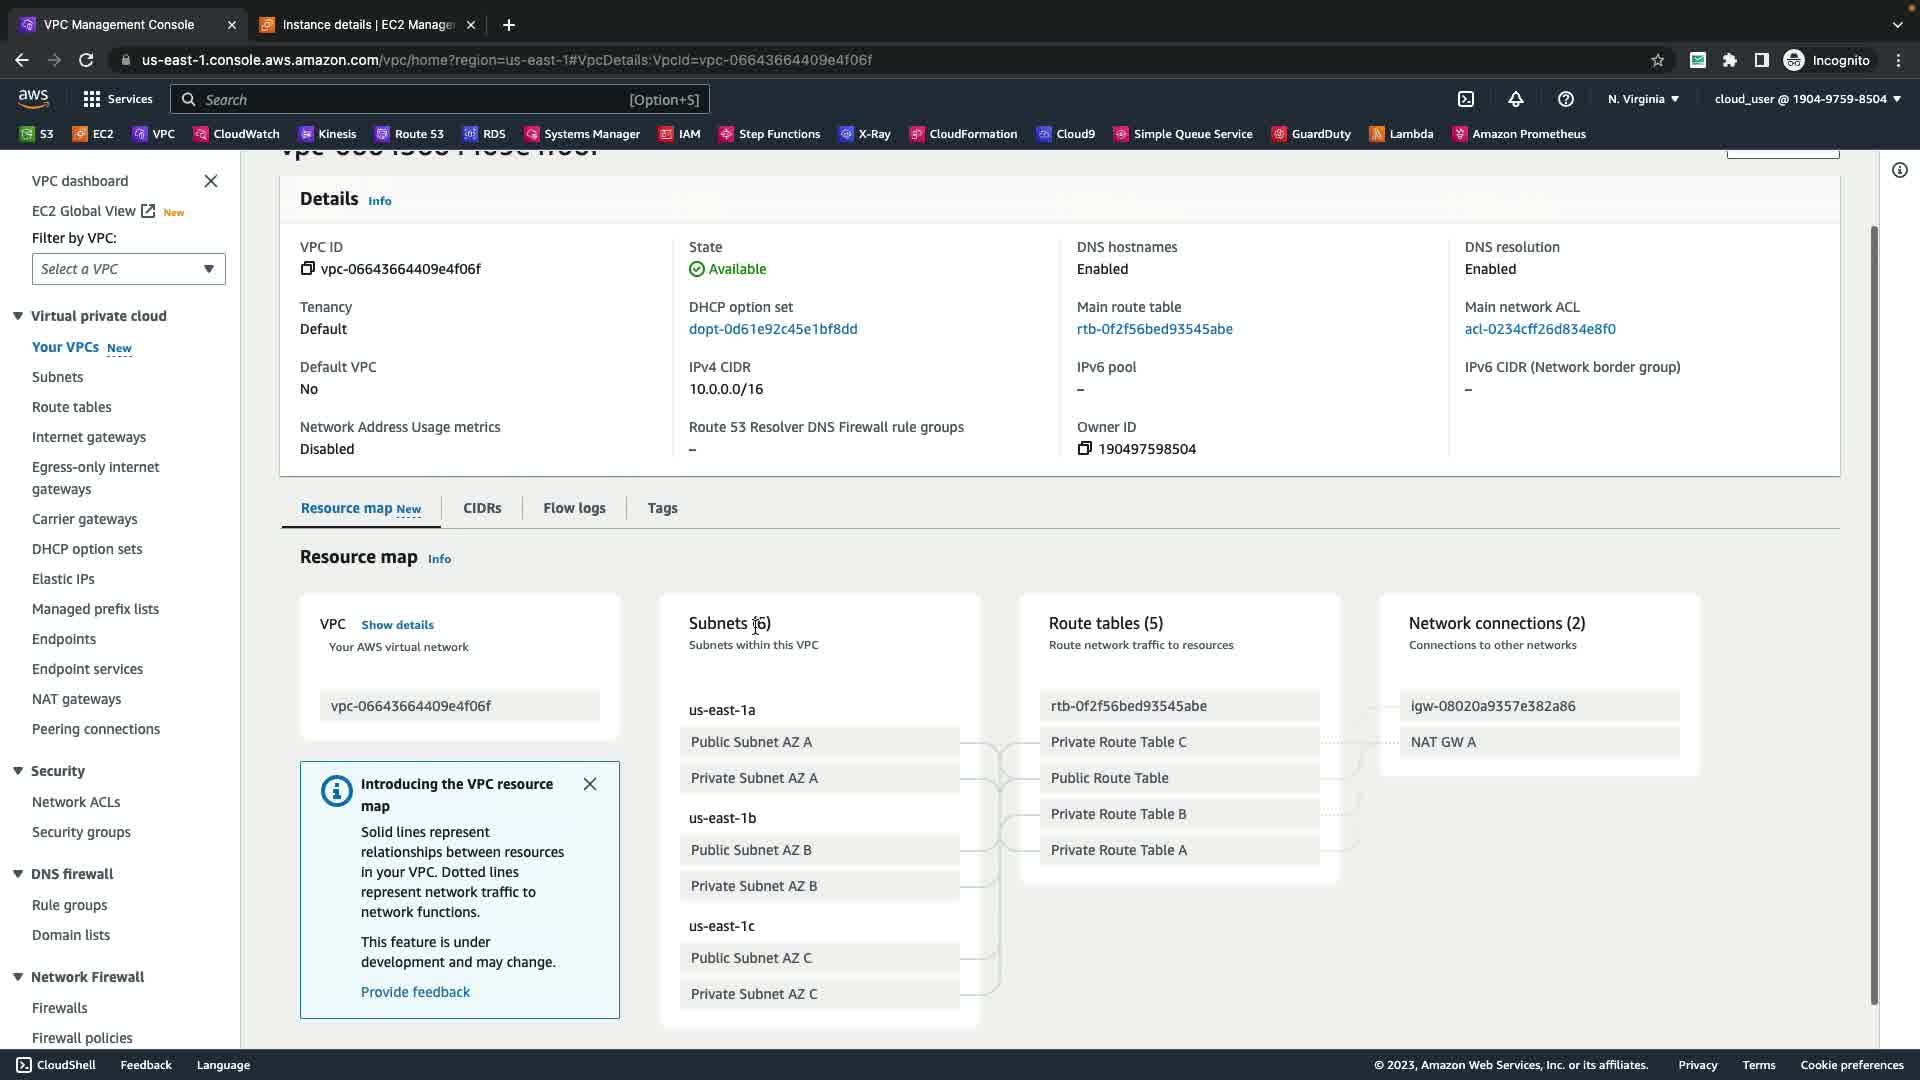 VPC Management Console
Instance details | EC2 Manage
us-east-1.console.aws.amazon.com/vpc/home?region=us-east-1#VpcDetails:VpcId=vpc-06643664409e4f06f
Incognito
aws
Services
Search
[Option+S]
N. Virginia
cloud_user @ 1904-9759-8504
S3
EC2
VPC
CloudWatch
Kinesis
Route 53
RDS
Systems Manager
IAM
Step Functions
X-Ray
CloudFormation
Cloud9
Simple Queue Service
GuardDuty
Lambda
Amazon Prometheus
VPC dashboard
EC2 Global View New
Filter by VPC:
Select a VPC
Virtual private cloud
Your VPCs New
Subnets
Route tables
Internet gateways
Egress-only internet
gateways
Carrier gateways
DHCP option sets
Elastic IPs
Managed prefix lists
Endpoints
Endpoint services
NAT gateways
Peering connections
Security
Network ACLs
Security groups
DNS firewall
Rule groups
Domain lists
Network Firewall
Firewalls
Firewall policies
vpc-06643664409e4f06f
Details Info
VPC ID
vpc-06643664409e4f06f
State
Available
DNS hostnames
Enabled
DNS resolution
Enabled
Tenancy
Default
DHCP option set
dopt-0d61e92c45e1bf8dd
Main route table
rtb-0f2f56bed93545abe
Main network ACL
acl-0234cff26d834e8f0
Default VPC
No
IPv4 CIDR
10.0.0.0/16
IPv6 pool
–
IPv6 CIDR (Network border group)
–
Network Address Usage metrics
Disabled
Route 53 Resolver DNS Firewall rule groups
–
Owner ID
190497598504
Resource map New
CIDRs
Flow logs
Tags
Resource map Info
VPC Show details
Your AWS virtual network
vpc-06643664409e4f06f
Introducing the VPC resource
map
Solid lines represent
relationships between resources
in your VPC. Dotted lines
represent network traffic to
network functions.
This feature is under
development and may change.
Provide feedback
Subnets (6)
Subnets within this VPC
us-east-1a
Public Subnet AZ A
Private Subnet AZ A
us-east-1b
Public Subnet AZ B
Private Subnet AZ B
us-east-1c
Public Subnet AZ C
Private Subnet AZ C
Route tables (5)
Route network traffic to resources
rtb-0f2f56bed93545abe
Private Route Table C
Public Route Table
Private Route Table B
Private Route Table A
Network connections (2)
Connections to other networks
igw-08020a9357e382a86
NAT GW A
CloudShell
Feedback
Language
© 2023, Amazon Web Services, Inc. or its affiliates.
Privacy
Terms
Cookie preferences